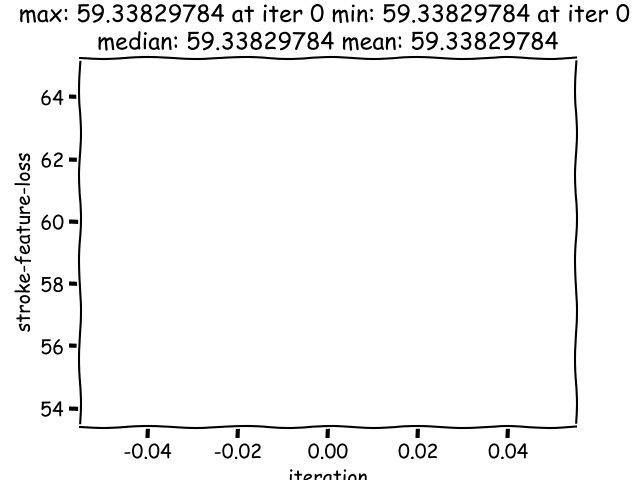 max: 59.33829784 at iter 0 min: 59.33829784 at iter 0
median: 59.33829784 mean: 59.33829784
stroke-feature-loss
64
62
60
58
56
54
-0.04
-0.02
0.00
0.02
0.04
iteration